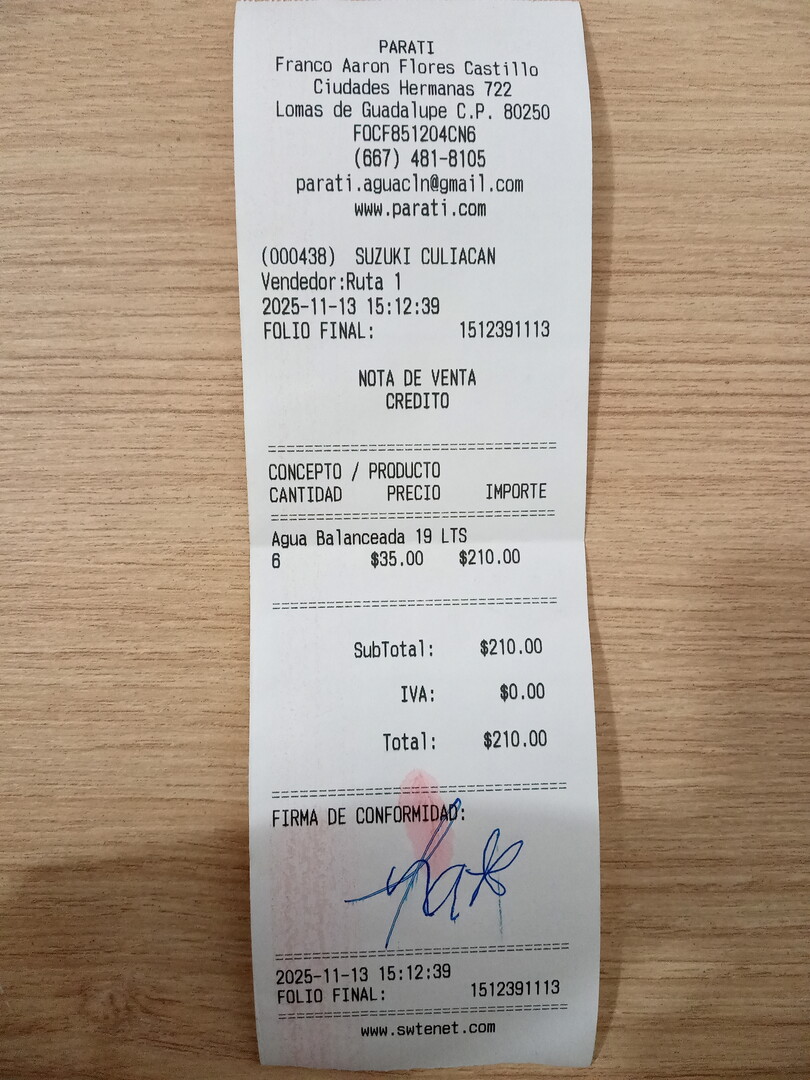 PARATI
Franco Aaron Flores Castillo
Ciudades Hermanas 722
Lomas de Guadalupe C.P. 80250
FOCF851204CN6
(667) 481-8105
parati.aguacln@gmail.com
www.parati.com
(000438) SUZUKI CULIACAN
Vendedor:Ruta 1
2025-11-13 15:12:39
FOLIO FINAL: 1512391113
NOTA DE VENTA
CREDITO
CONCEPTO / PRODUCTO
CANTIDAD PRECIO IMPORTE
Agua Balanceada 19 LTS
6 $35.00 $210.00
SubTotal: $210.00
IVA: $0.00
Total: $210.00
FIRMA DE CONFORMIDAD:
2025-11-13 15:12:39
FOLIO FINAL: 1512391113
www.swtenet.com